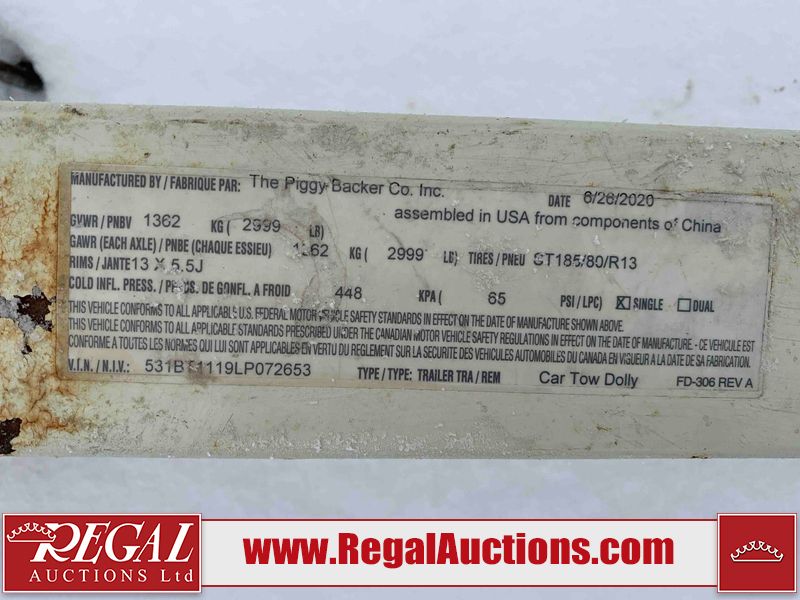 MANUFACTURED BY / FABRIQUE PAR: The Piggy Backer Co. Inc. DATE 6/26/2020
assembled in USA from components of China
GVWR / PNBV 1362 KG ( 2999 LB)
GAWR (EACH AXLE) / PNBE (CHAQUE ESSIEU) 1362 KG ( 2999 LB) TIRES / PNEU ST185/80/R13
RIMS / JANTE 13 X 5.5J
COLD INFL. PRESS. / PRESS. DE GONFL. A FROID 448 KPA ( 65 PSI / LPC) X SINGLE DUAL
THIS VEHICLE CONFORMS TO ALL APPLICABLE U.S. FEDERAL MOTOR VEHICLE SAFETY STANDARDS IN EFFECT ON THE DATE OF MANUFACTURE SHOWN ABOVE.
THIS VEHICLE CONFORMS TO ALL APPLICABLE STANDARDS PRESCRIBED UNDER THE CANADIAN MOTOR VEHICLE SAFETY REGULATIONS IN EFFECT ON THE DATE OF MANUFACTURE. - CE VEHICULE EST
CONFORME A TOUTES LES NORMES QUI LUI SONT APPLICABLES EN VERTU DU REGLEMENT SUR LA SECURITE DES VEHICULES AUTOMOBILES DU CANADA EN VIGUEUR A LA DATE DE SA FABRICATION.
V.I.N. / N.I.V.: TYPE / TYPE: TRAILER TRA / REM Car Tow Dolly FD-306 REV A
REGAL
AUCTIONS Ltd
www.RegalAuctions.com